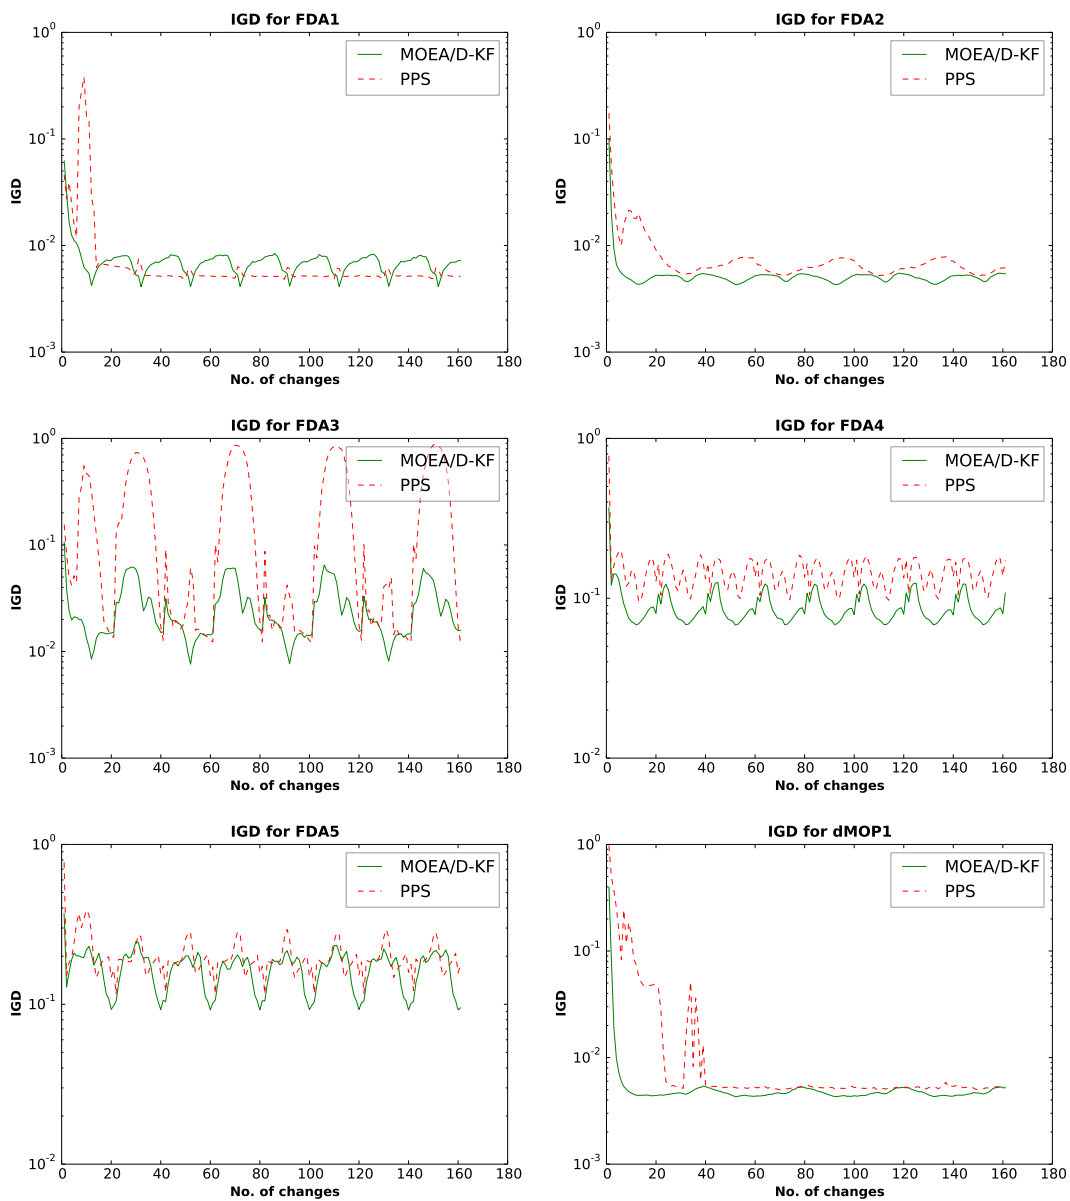 IGD for FDA1
10^0
10^-1
10^-2
10^-3
IGD
MOEA/D-KF
PPS
0 20 40 60 80 100 120 140 160 180
No. of changes
IGD for FDA2
10^0
10^-1
10^-2
10^-3
IGD
MOEA/D-KF
PPS
0 20 40 60 80 100 120 140 160 180
No. of changes
IGD for FDA3
10^0
10^-1
10^-2
10^-3
IGD
MOEA/D-KF
PPS
0 20 40 60 80 100 120 140 160 180
No. of changes
IGD for FDA4
10^0
10^-1
10^-2
IGD
MOEA/D-KF
PPS
0 20 40 60 80 100 120 140 160 180
No. of changes
IGD for FDA5
10^0
10^-1
10^-2
IGD
MOEA/D-KF
PPS
0 20 40 60 80 100 120 140 160 180
No. of changes
IGD for dMOP1
10^0
10^-1
10^-2
10^-3
IGD
MOEA/D-KF
PPS
0 20 40 60 80 100 120 140 160 180
No. of changes